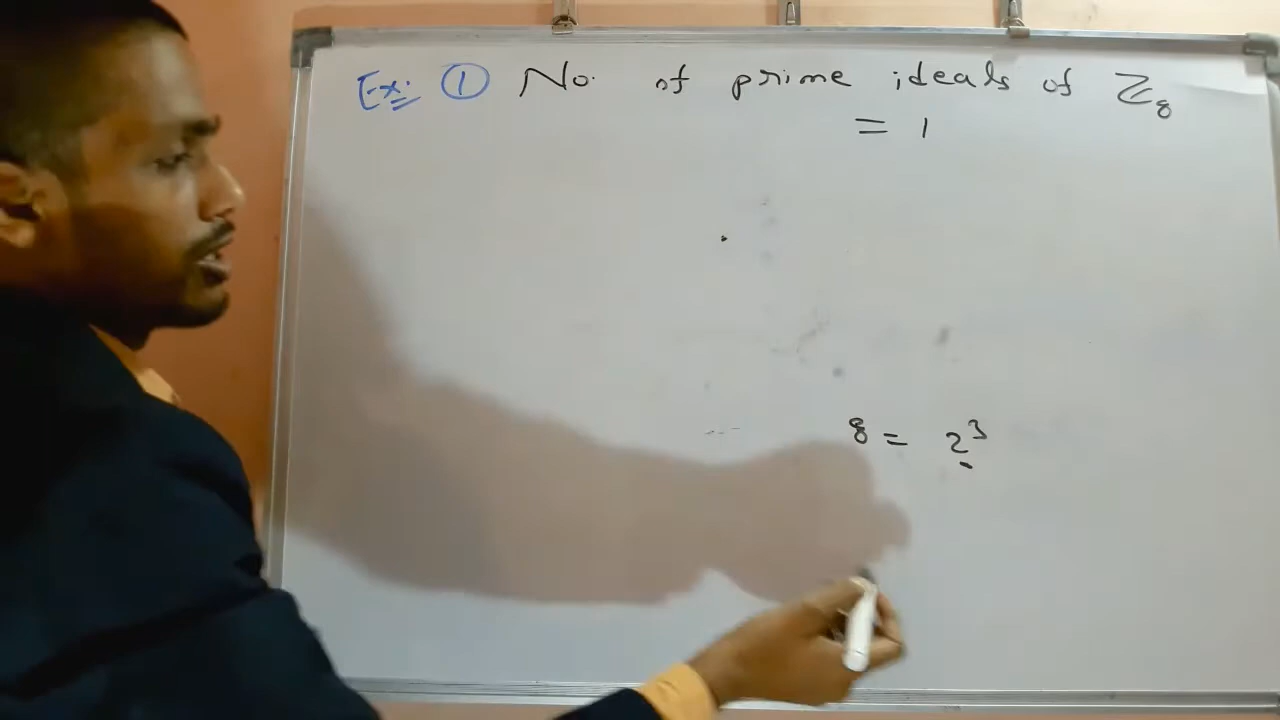 Ex: ① No. of prime ideals of ℤ₈
= 1
8 = 2³